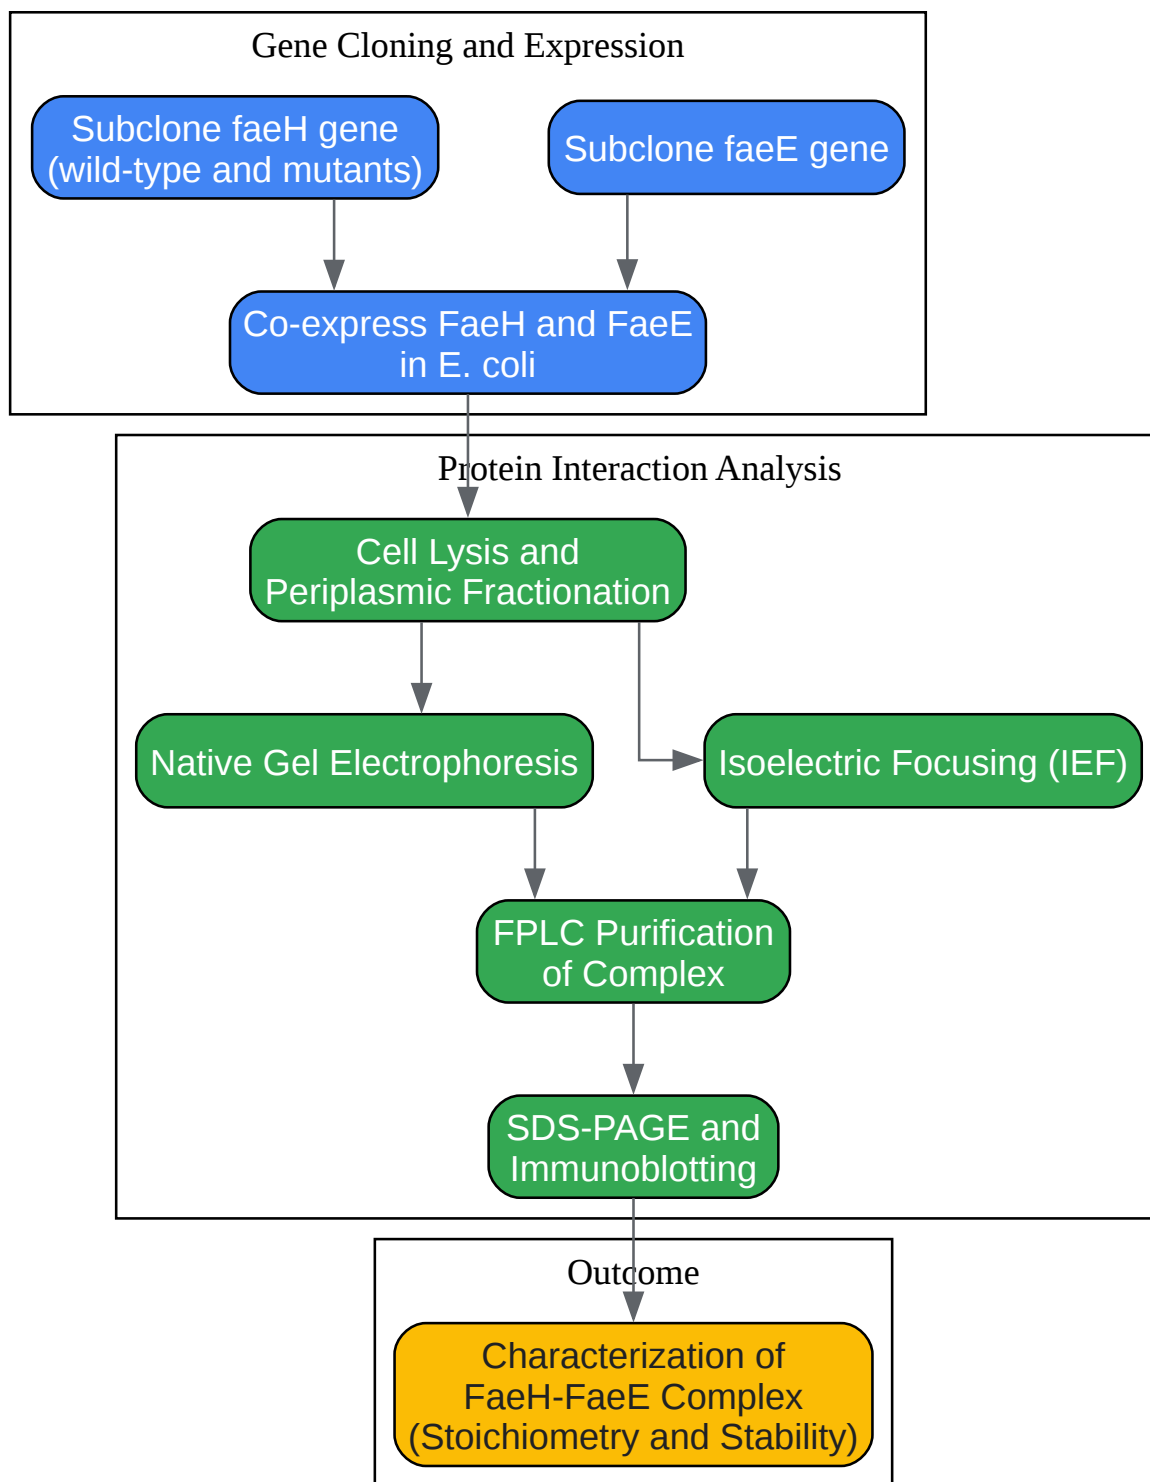 Gene Cloning and Expression
Subclone faeH gene
(wild-type and mutants)
Subclone faeE gene
Co-express FaeH and FaeE
in E. coli
Protein Interaction Analysis
Cell Lysis and
Periplasmic Fractionation
Native Gel Electrophoresis
Isoelectric Focusing (IEF)
FPLC Purification
of Complex
SDS-PAGE and
Immunoblotting
Outcome
Characterization of
FaeH-FaeE Complex
(Stoichiometry and Stability)